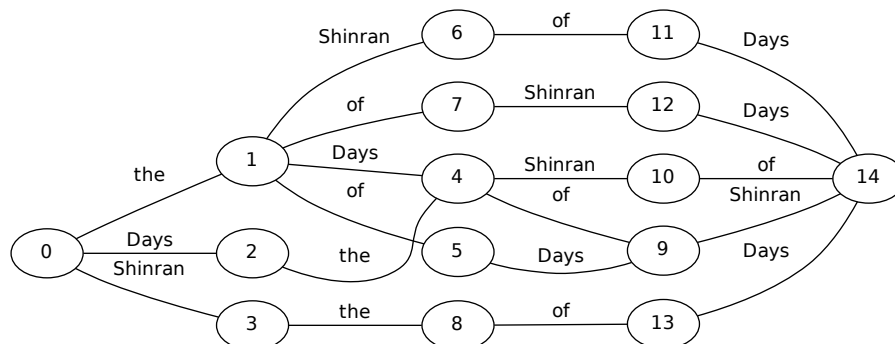 Shinran 6 of 11 Days
of 7 Shinran 12 Days
the 1 Days 4 Shinran 10 of 14
of of Shinran
0 Days 2 the 5 Days 9 Days
Shinran 3 the 8 of 13